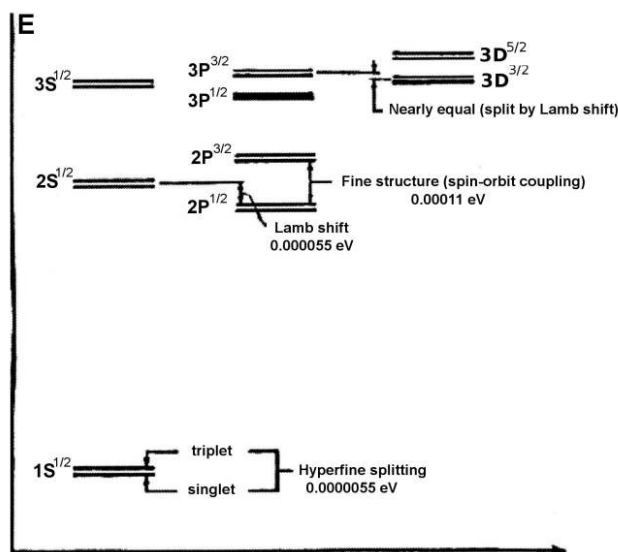 E
3S1/2
3P3/2
3P1/2
3D5/2
3D3/2
Nearly equal (split by Lamb shift)
2S1/2
2P3/2
2P1/2
Fine structure (spin-orbit coupling)
0.00011 eV
Lamb shift
0.000055 eV
1S1/2
triplet
singlet
Hyperfine splitting
0.0000055 eV